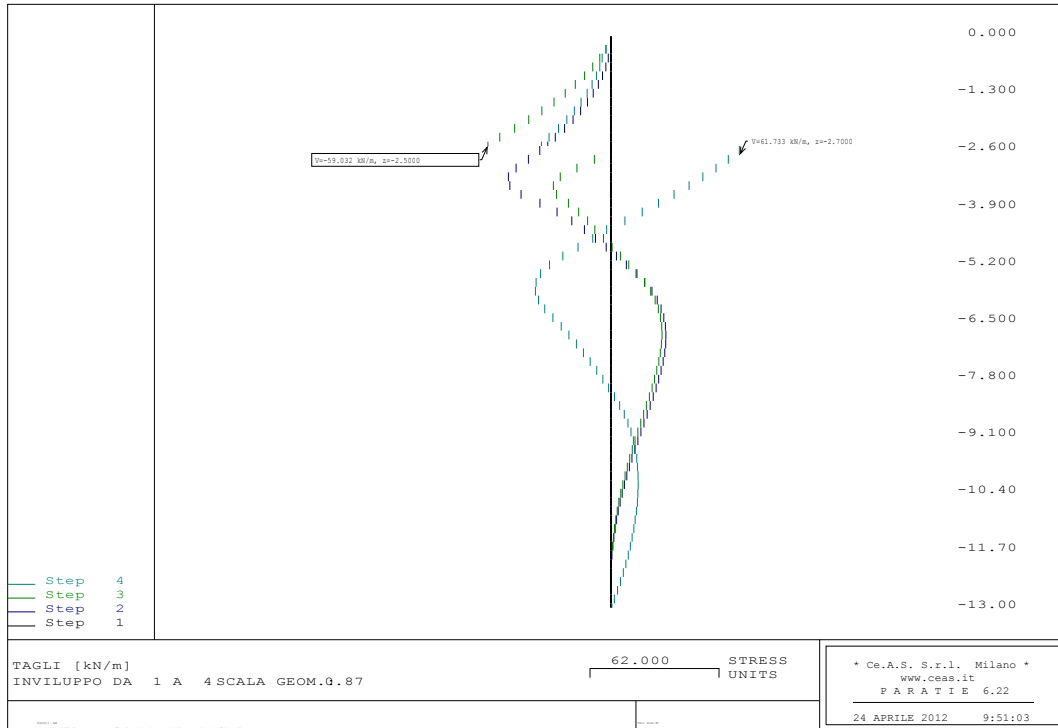 0.000
-1.300
V=61.733 kN/m, z=-2.7000
-2.600
V=-59.032 kN/m, z=-2.5000
-3.900
-5.200
-6.500
-7.800
-9.100
-10.40
-11.70
-13.00
Step 4
Step 3
Step 2
Step 1
TAGLI [kN/m]
INVILUPPO DA 1 A 4 SCALA GEOM. 0.87
62.000 STRESS
UNITS
* Ce.A.S. S.r.l. Milano *
www.ceas.it
P A R A T I E 6.22
24 APRILE 2012 9:51:03